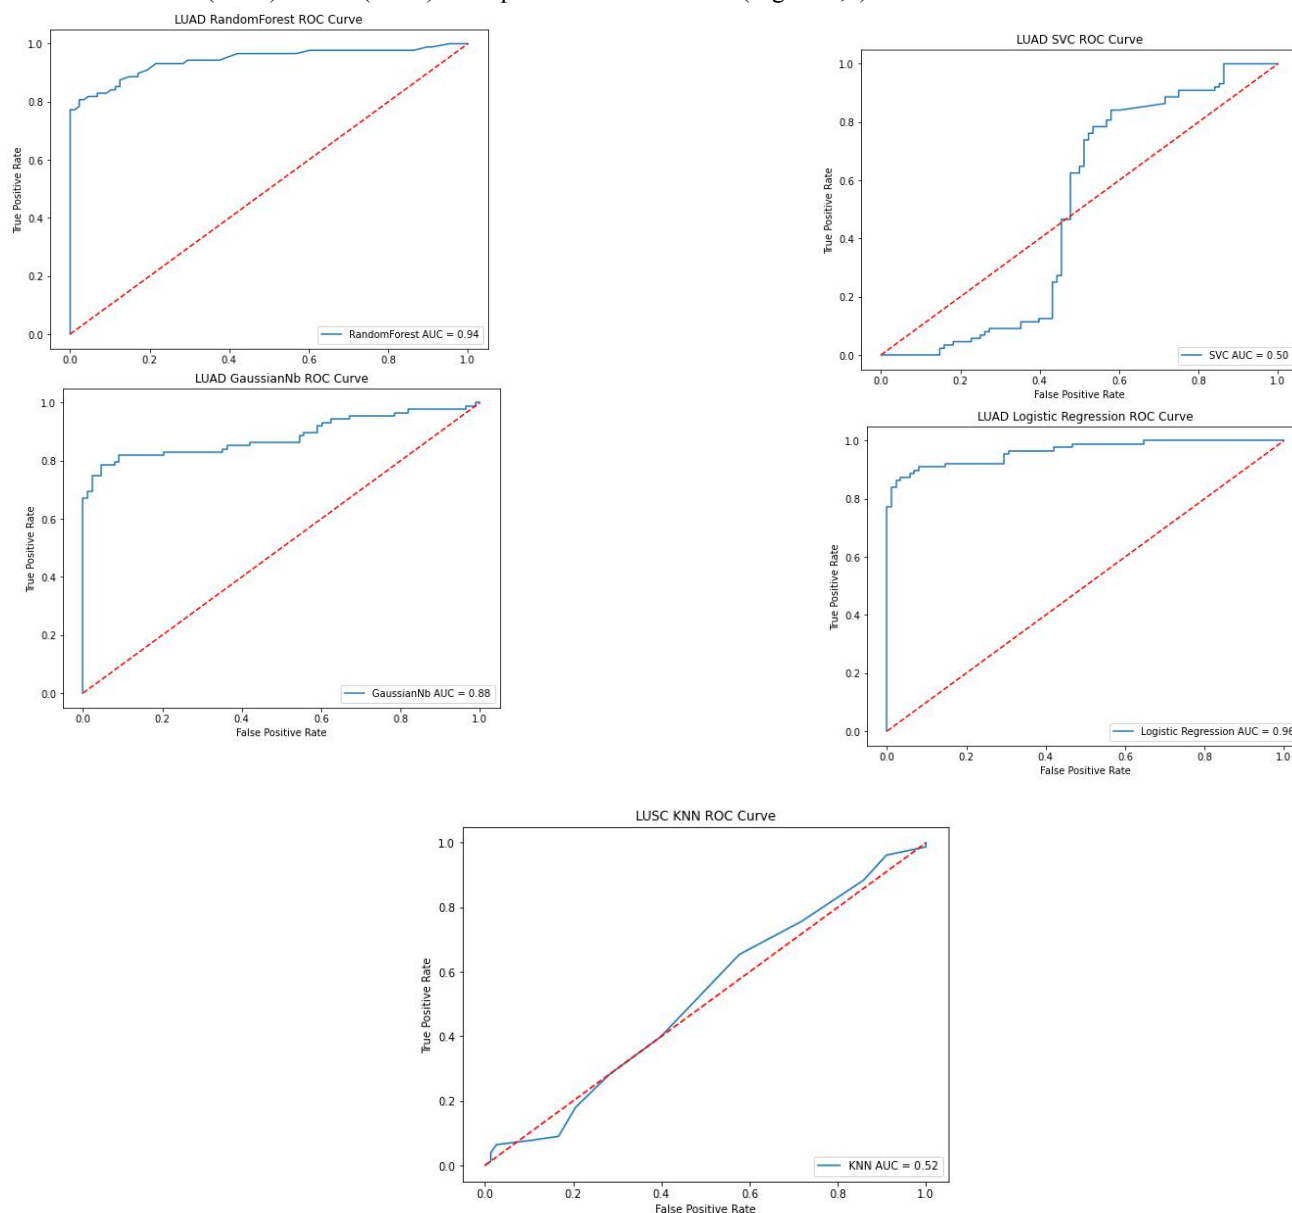 LUAD RandomForest ROC Curve
1.0
0.8
0.6
0.4
0.2
0.0
True Positive Rate
RandomForest AUC = 0.94
0.0 0.2 0.4 0.6 0.8 1.0
LUAD SVC ROC Curve
1.0
0.8
0.6
0.4
0.2
0.0
True Positive Rate
SVC AUC = 0.50
0.0 0.2 0.4 0.6 0.8 1.0
False Positive Rate
LUAD GaussianNb ROC Curve
1.0
0.8
0.6
0.4
0.2
0.0
True Positive Rate
GaussianNb AUC = 0.88
0.0 0.2 0.4 0.6 0.8 1.0
False Positive Rate
LUAD Logistic Regression ROC Curve
1.0
0.8
0.6
0.4
0.2
0.0
True Positive Rate
Logistic Regression AUC = 0.96
0.0 0.2 0.4 0.6 0.8 1.0
False Positive Rate
LUSC KNN ROC Curve
1.0
0.8
0.6
0.4
0.2
0.0
True Positive Rate
KNN AUC = 0.52
0.0 0.2 0.4 0.6 0.8 1.0
False Positive Rate